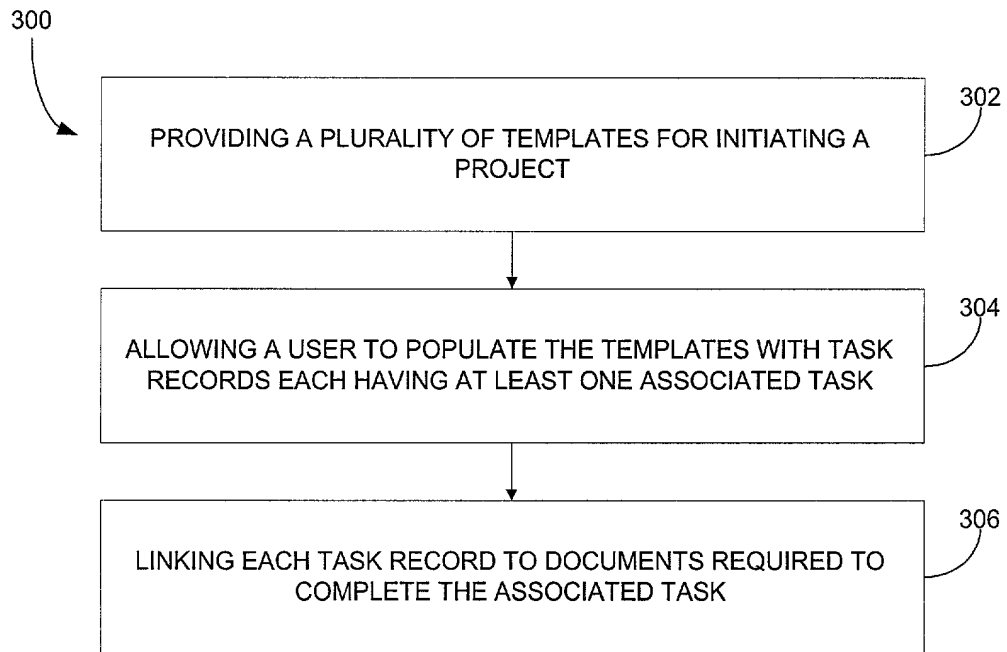 300
302
PROVIDING A PLURALITY OF TEMPLATES FOR INITIATING A
PROJECT
304
ALLOWING A USER TO POPULATE THE TEMPLATES WITH TASK
RECORDS EACH HAVING AT LEAST ONE ASSOCIATED TASK
306
LINKING EACH TASK RECORD TO DOCUMENTS REQUIRED TO
COMPLETE THE ASSOCIATED TASK